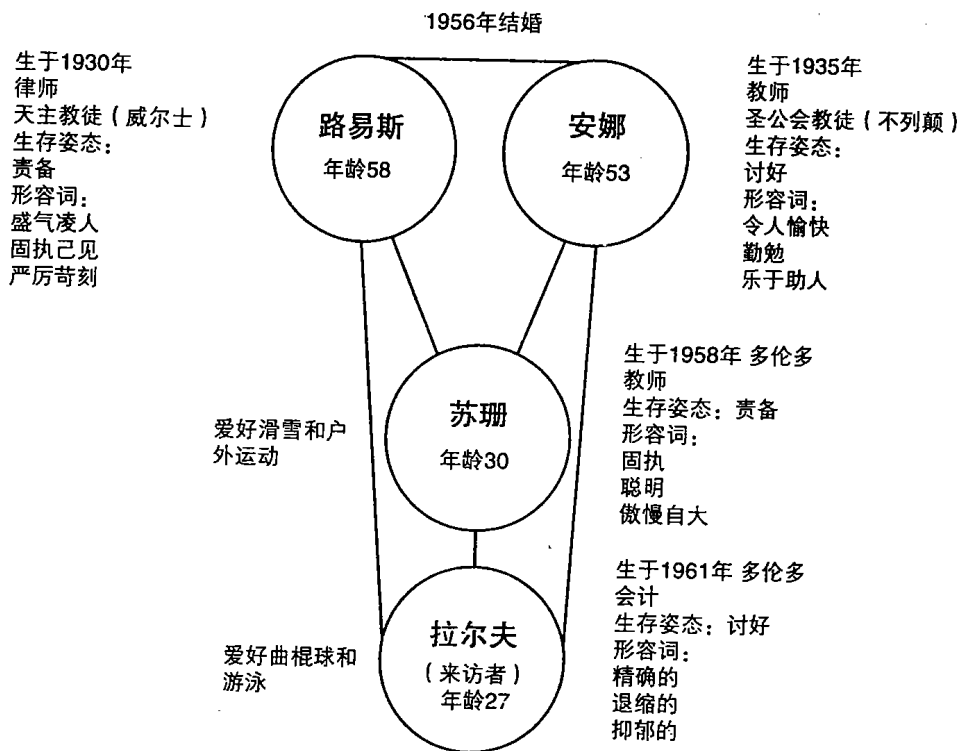 1956年结婚
生于1930年
律师
天主教徒（威尔士）
生存姿态：
责备
形容词：
盛气凌人
固执己见
严厉苛刻
路易斯
年龄58
安娜
年龄53
生于1935年
教师
圣公会教徒（不列颠）
生存姿态：
讨好
形容词：
令人愉快
勤勉
乐于助人
爱好滑雪和户
外运动
苏珊
年龄30
生于1958年 多伦多
教师
生存姿态：责备
形容词：
固执
聪明
傲慢自大
爱好曲棍球和
游泳
拉尔夫
（来访者）
年龄27
生于1961年 多伦多
会计
生存姿态：讨好
形容词：
精确的
退缩的
抑郁的